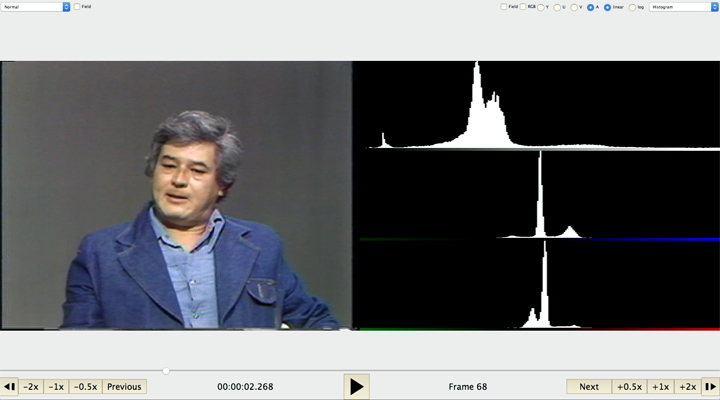 Normal Field Field RGB Y U V A linear log Histogram
-2x -1x -0.5x Previous 00:00:02.268 Frame 68 Next +0.5x +1x +2x